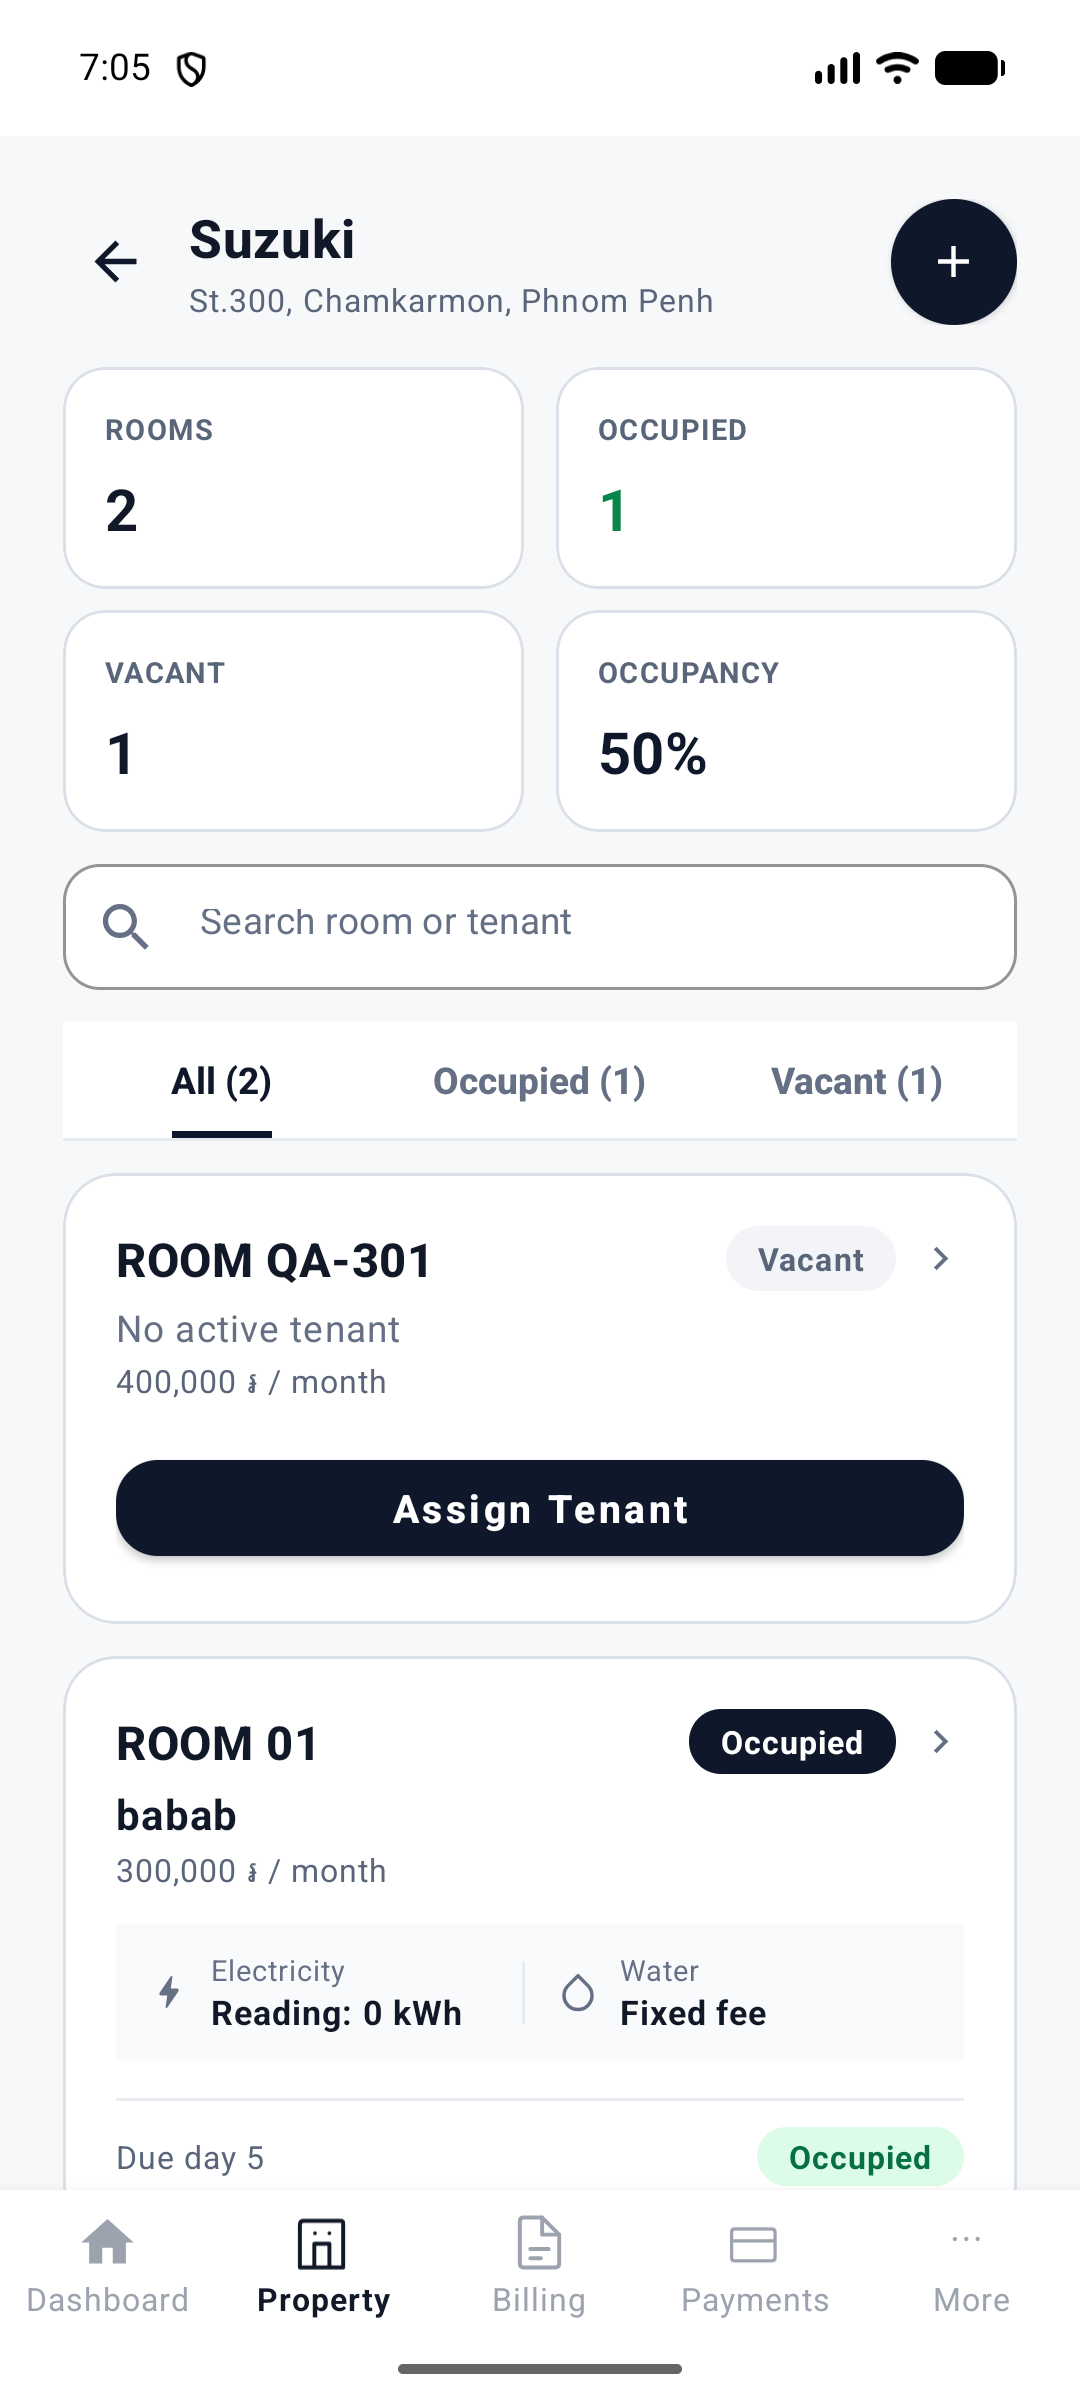 7:05
Suzuki
St.300, Chamkarmon, Phnom Penh
ROOMS
2
OCCUPIED
1
VACANT
1
OCCUPANCY
50%
Search room or tenant
All (2)
Occupied (1)
Vacant (1)
ROOM QA-301
Vacant
No active tenant
400,000 ៛ / month
Assign Tenant
ROOM 01
Occupied
babab
300,000 ៛ / month
Electricity
Reading: 0 kWh
Water
Fixed fee
Due day 5
Occupied
Dashboard
Property
Billing
Payments
More